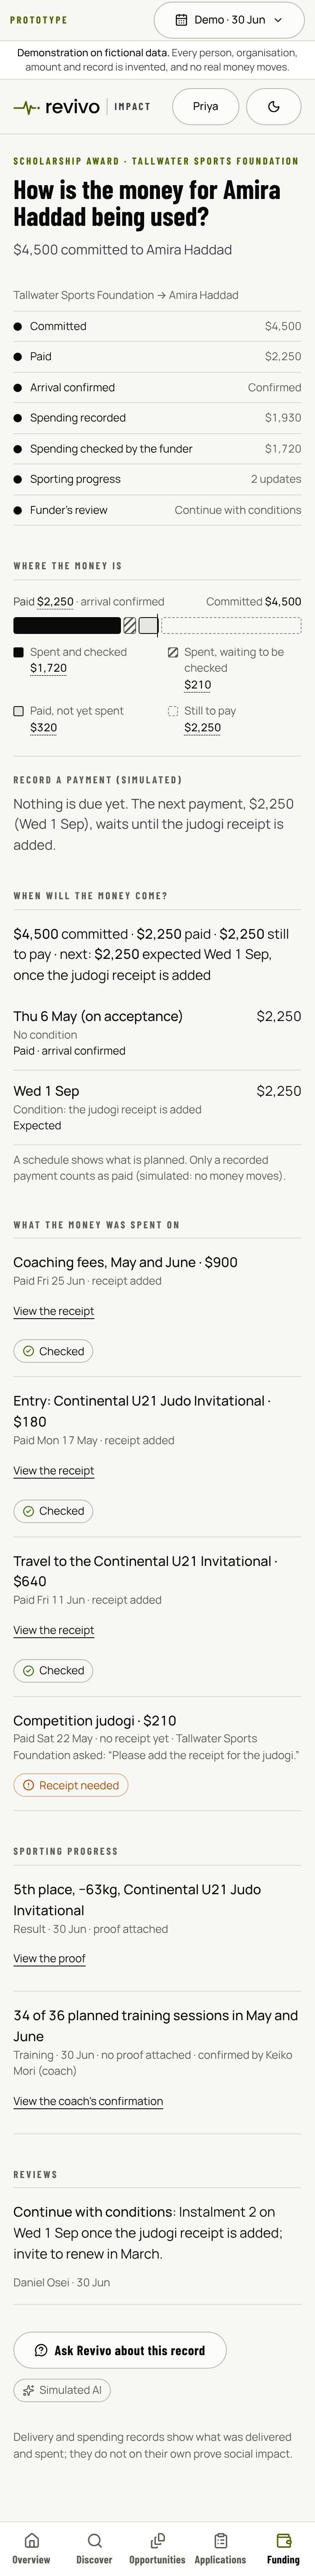 PROTOTYPE
Demo · 30 Jun
Demonstration on fictional data. Every person, organisation,
amount and record is invented, and no real money moves.
revivo IMPACT
Priya
SCHOLARSHIP AWARD · TALLWATER SPORTS FOUNDATION
How is the money for Amira
Haddad being used?
$4,500 committed to Amira Haddad
Tallwater Sports Foundation → Amira Haddad
Committed $4,500
Paid $2,250
Arrival confirmed Confirmed
Spending recorded $1,930
Spending checked by the funder $1,720
Sporting progress 2 updates
Funder's review Continue with conditions
WHERE THE MONEY IS
Paid $2,250 · arrival confirmed Committed $4,500
Spent and checked
$1,720
Spent, waiting to be
checked
$210
Paid, not yet spent
$320
Still to pay
$2,250
RECORD A PAYMENT (SIMULATED)
Nothing is due yet. The next payment, $2,250
(Wed 1 Sep), waits until the judogi receipt is
added.
WHEN WILL THE MONEY COME?
$4,500 committed · $2,250 paid · $2,250 still
to pay · next: $2,250 expected Wed 1 Sep,
once the judogi receipt is added
Thu 6 May (on acceptance) $2,250
No condition
Paid · arrival confirmed
Wed 1 Sep $2,250
Condition: the judogi receipt is added
Expected
A schedule shows what is planned. Only a recorded
payment counts as paid (simulated: no money moves).
WHAT THE MONEY WAS SPENT ON
Coaching fees, May and June · $900
Paid Fri 25 Jun · receipt added
View the receipt
Checked
Entry: Continental U21 Judo Invitational ·
$180
Paid Mon 17 May · receipt added
View the receipt
Checked
Travel to the Continental U21 Invitational ·
$640
Paid Fri 11 Jun · receipt added
View the receipt
Checked
Competition judogi · $210
Paid Sat 22 May · no receipt yet · Tallwater Sports
Foundation asked: “Please add the receipt for the judogi.”
Receipt needed
SPORTING PROGRESS
5th place, −63kg, Continental U21 Judo
Invitational
Result · 30 Jun · proof attached
View the proof
34 of 36 planned training sessions in May and
June
Training · 30 Jun · no proof attached · confirmed by Keiko
Mori (coach)
View the coach's confirmation
REVIEWS
Continue with conditions: Instalment 2 on
Wed 1 Sep once the judogi receipt is added;
invite to renew in March.
Daniel Osei · 30 Jun
Ask Revivo about this record
Simulated AI
Delivery and spending records show what was delivered
and spent; they do not on their own prove social impact.
Overview Discover Opportunities Applications Funding